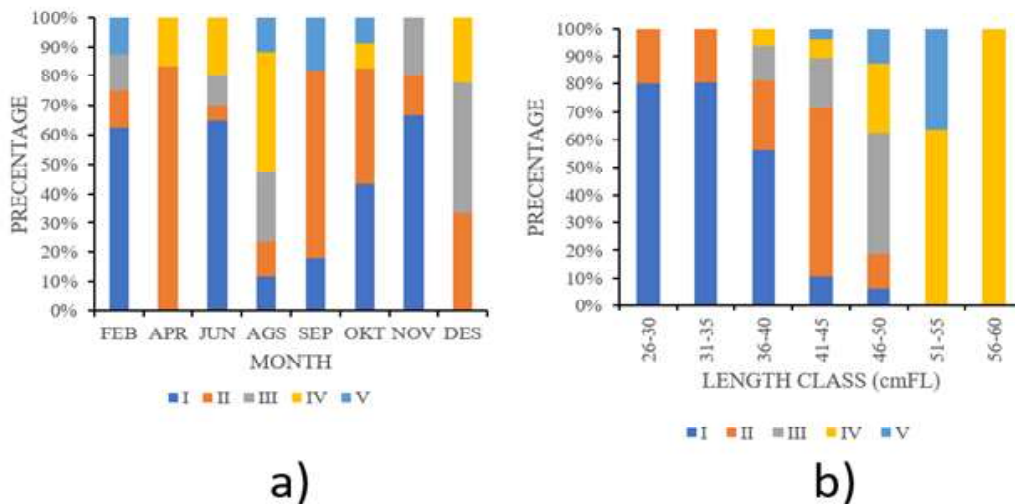 100%
90%
80%
70%
60%
50%
40%
30%
20%
10%
0%
PRECENTAGE
FEB APR JUN AGS SEP OKT NOV DES
MONTH
I II III IV V
a)
100%
90%
80%
70%
60%
50%
40%
30%
20%
10%
0%
PRECENTAGE
26-30 31-35 36-40 41-45 46-50 51-55 56-60
LENGTH CLASS (cmFL)
I II III IV V
b)